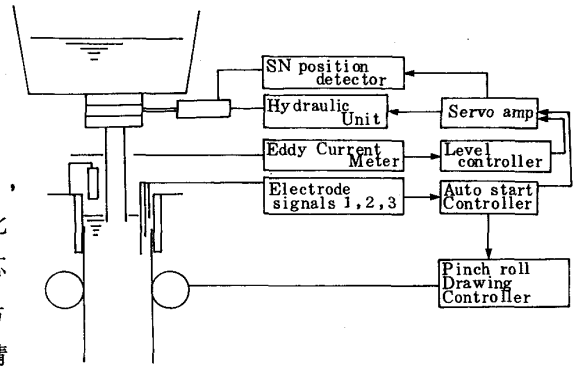 SN position
detector
Hydraulic
Unit
Servo amp
Eddy Current
Meter
Level
controller
Electrode
signals 1,2,3
Auto start
Controller
Pinch roll
Drawing
Controller
,